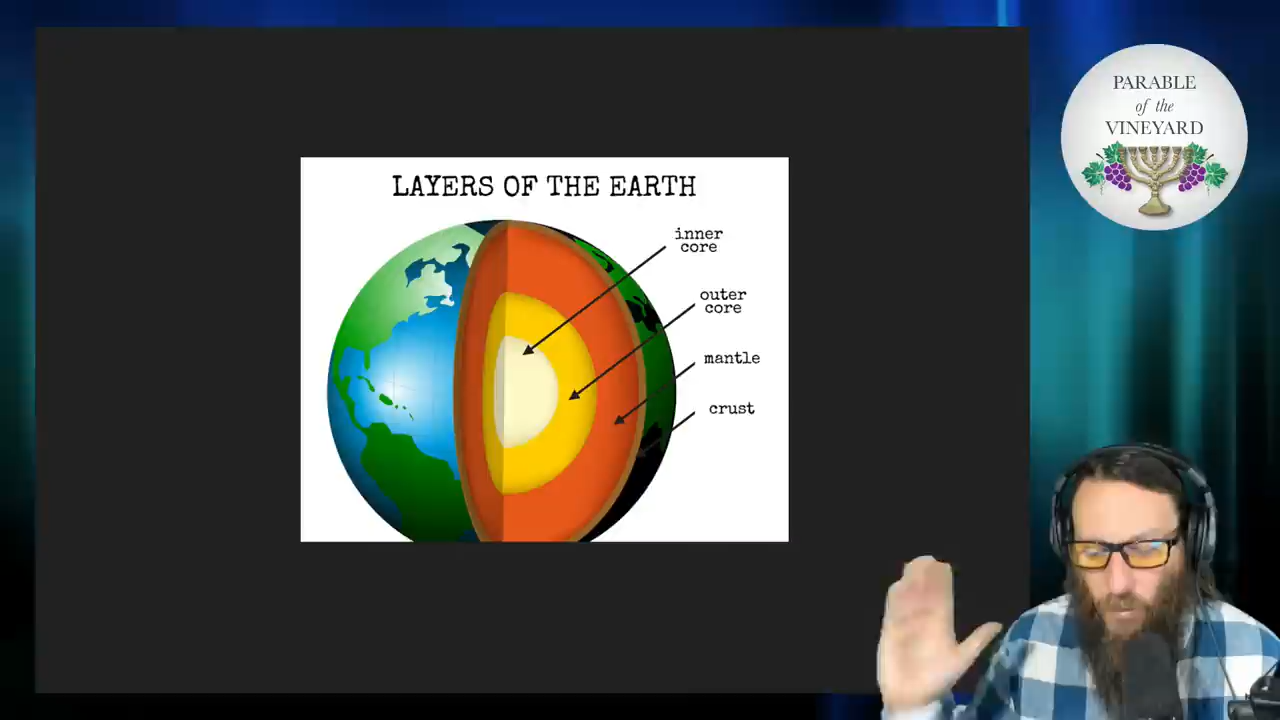 LAYERS OF THE EARTH
inner
core
outer
core
mantle
crust
PARABLE
of the
VINEYARD